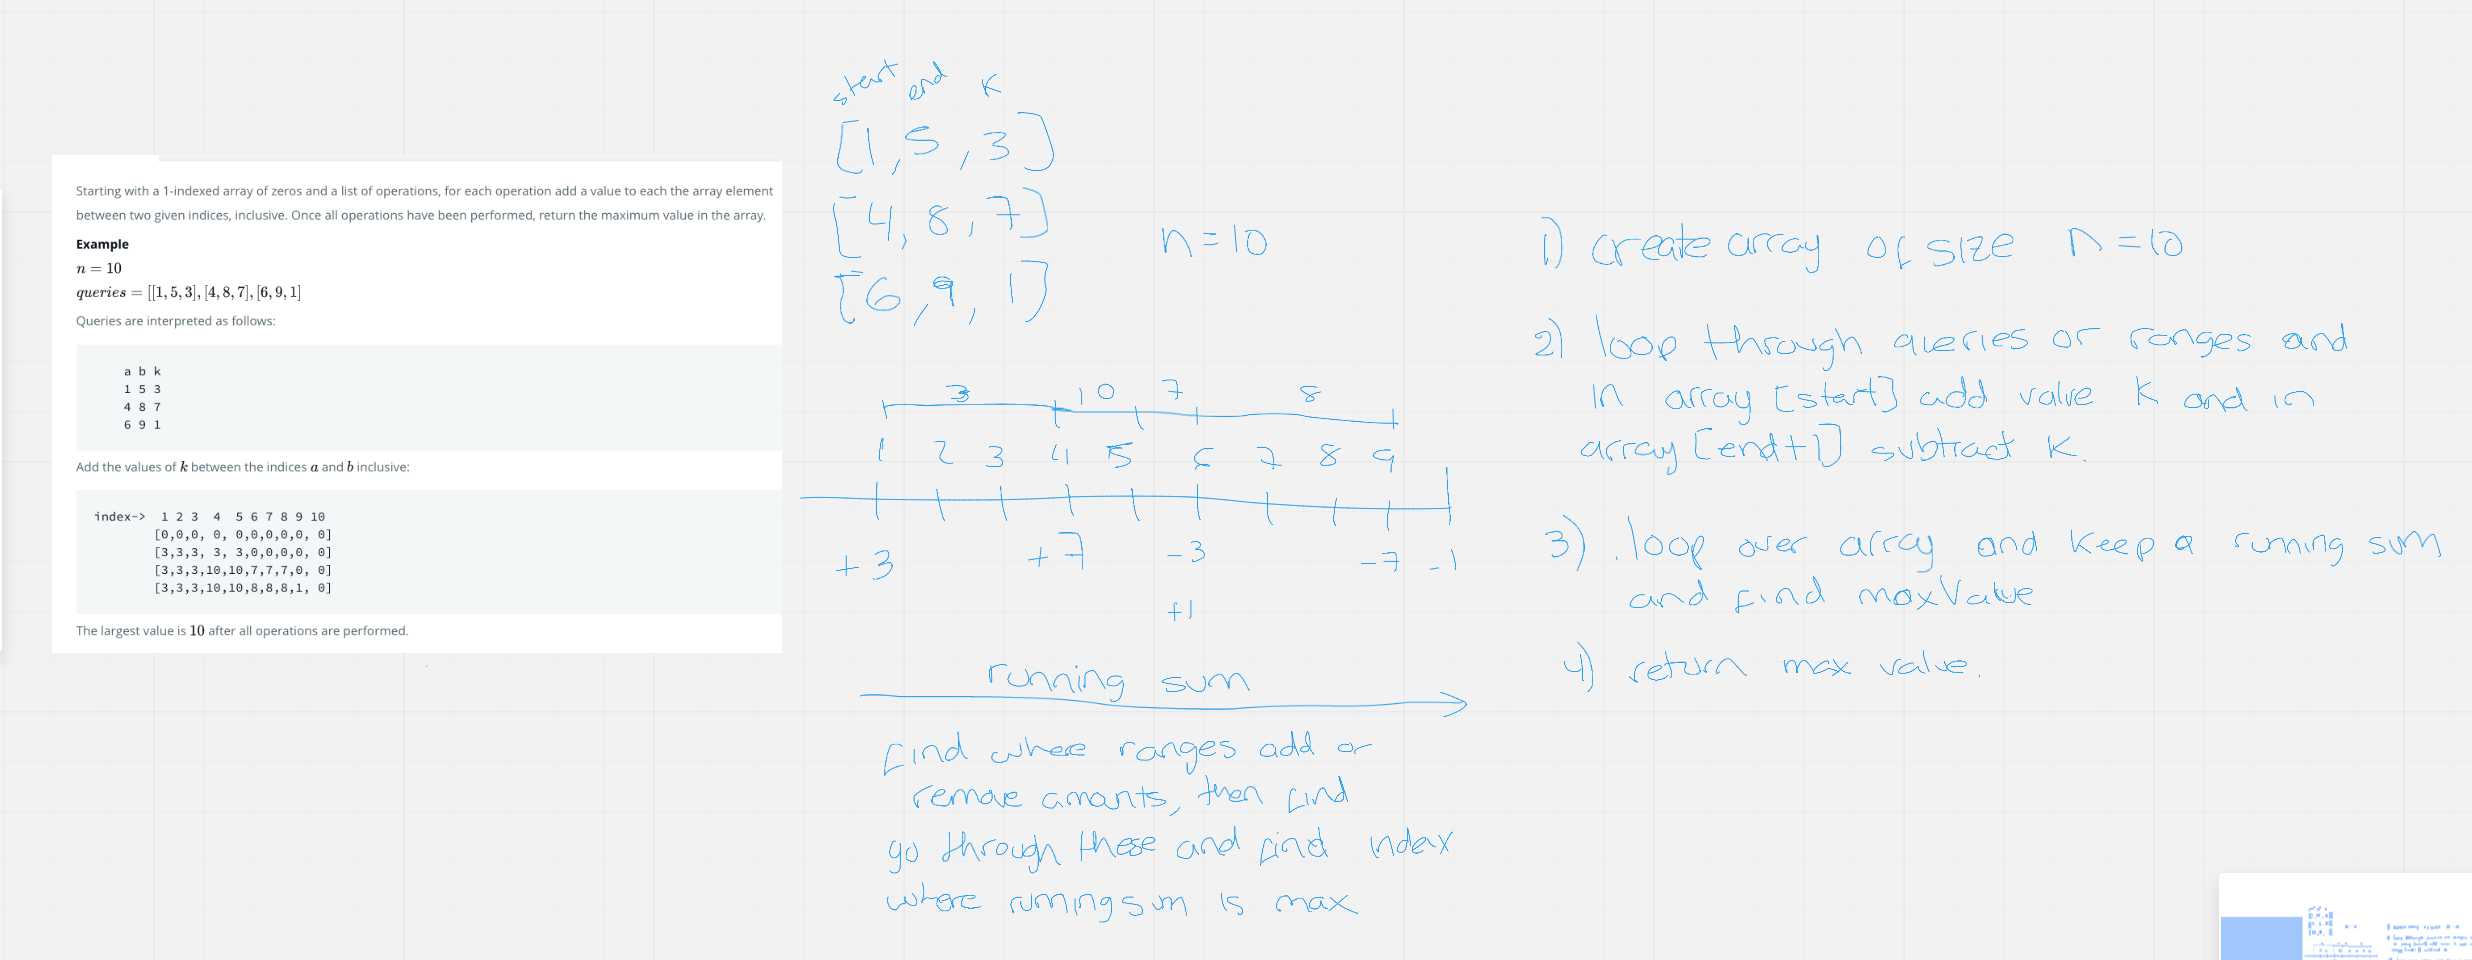 Starting with a 1-indexed array of zeros and a list of operations, for each operation add a value to each the array element
between two given indices, inclusive. Once all operations have been performed, return the maximum value in the array.
Example
n = 10
queries = [[1, 5, 3], [4, 8, 7], [6, 9, 1]
Queries are interpreted as follows:
a b k
1 5 3
4 8 7
6 9 1
Add the values of k between the indices a and b inclusive:
index-> 1 2 3 4 5 6 7 8 9 10
[0,0,0, 0, 0,0,0,0,0, 0]
[3,3,3, 3, 3,0,0,0,0, 0]
[3,3,3,10,10,7,7,7,0, 0]
[3,3,3,10,10,8,8,8,1, 0]
The largest value is 10 after all operations are performed.
start end k
[1, 5, 3]
[4, 8, 7]
[6, 9, 1]
n=10
3 10 7 8
1 2 3 4 5 6 7 8 9
+3 +7 -3 -7 -1
+1
running sum
find whee ranges add or
remove amants, then find
go through these and find index
where runningsum is max
1) create array of size n=10
2) loop through queries or ranges and
in array [start] add value k and in
array [end+1] subtract k.
3) .loop over array and keep a running sum
and find maxValue
4) return max value.